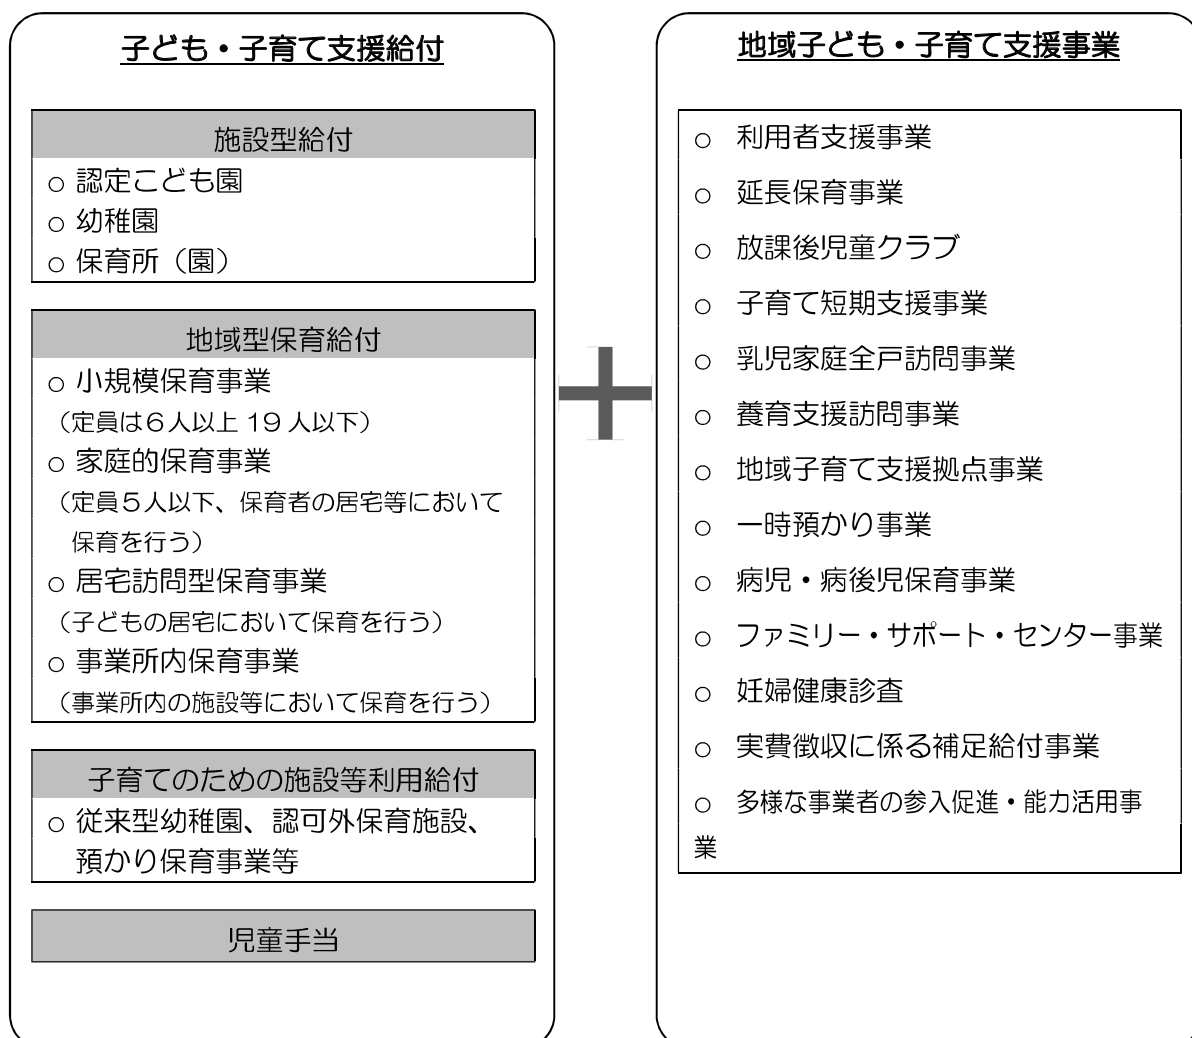 子ども・子育て支援給付
施設型給付
○ 認定こども園
○ 幼稚園
○ 保育所（園）
地域型保育給付
○ 小規模保育事業
（定員は６人以上 19 人以下）
○ 家庭的保育事業
（定員５人以下、保育者の居宅等において
保育を行う）
○ 居宅訪問型保育事業
（子どもの居宅において保育を行う）
○ 事業所内保育事業
（事業所内の施設等において保育を行う）
子育てのための施設等利用給付
○ 従来型幼稚園、認可外保育施設、
預かり保育事業等
児童手当
地域子ども・子育て支援事業
○ 利用者支援事業
○ 延長保育事業
○ 放課後児童クラブ
○ 子育て短期支援事業
○ 乳児家庭全戸訪問事業
○ 養育支援訪問事業
○ 地域子育て支援拠点事業
○ 一時預かり事業
○ 病児・病後児保育事業
○ ファミリー・サポート・センター事業
○ 妊婦健康診査
○ 実費徴収に係る補足給付事業
○ 多様な事業者の参入促進・能力活用事
業